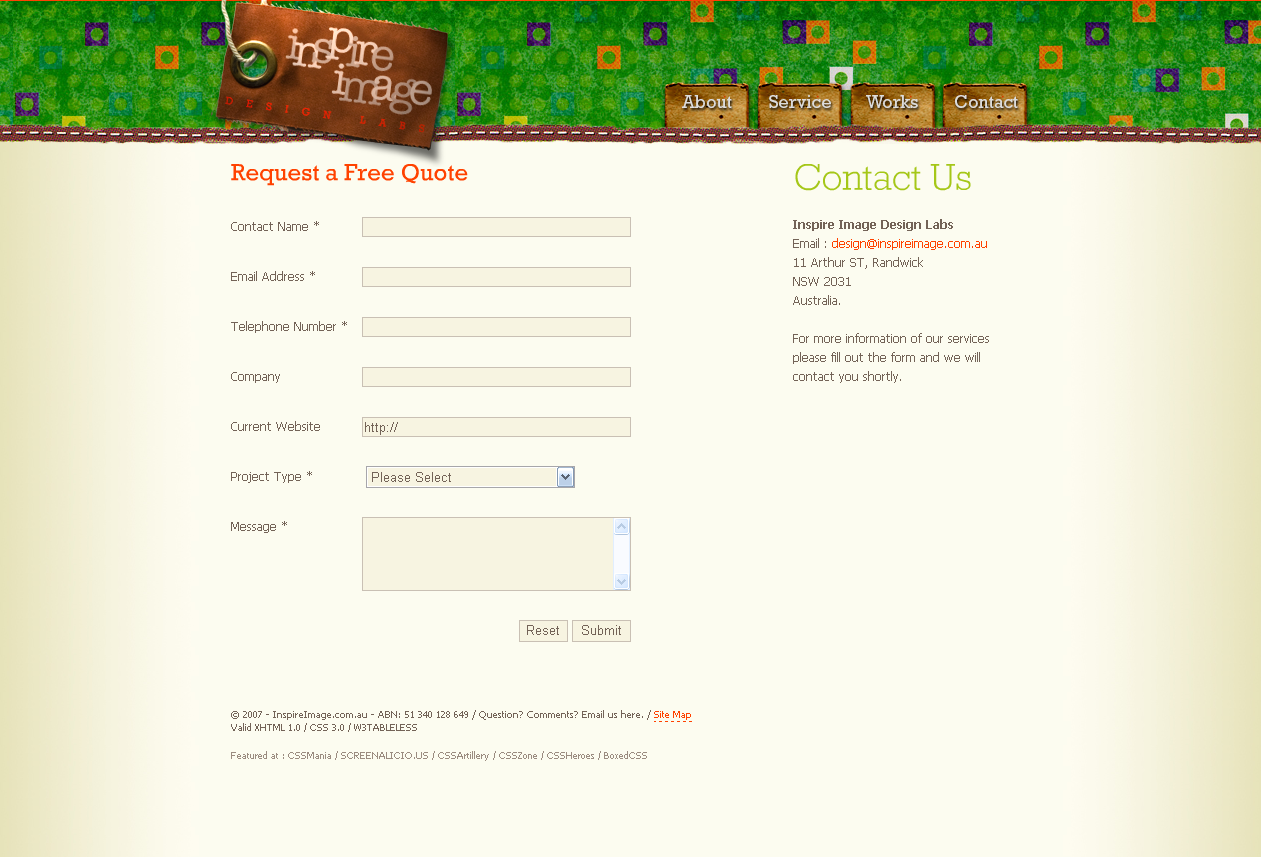 inspire
image
DESIGN LABS
About Service Works Contact
Request a Free Quote
Contact Name *
Email Address *
Telephone Number *
Company
Current Website http://
Project Type * Please Select
Message *
Reset Submit
Contact Us
Inspire Image Design Labs
Email : design@inspireimage.com.au
11 Arthur ST, Randwick
NSW 2031
Australia.
For more information of our services
please fill out the form and we will
contact you shortly.
© 2007 - InspireImage.com.au - ABN: 51 340 128 649 / Question? Comments? Email us here. / Site Map
Valid XHTML 1.0 / CSS 3.0 / W3TABLELESS
Featured at : CSSMania / SCREENALICIO.US / CSSArtillery / CSSZone / CSSHeroes / BoxedCSS